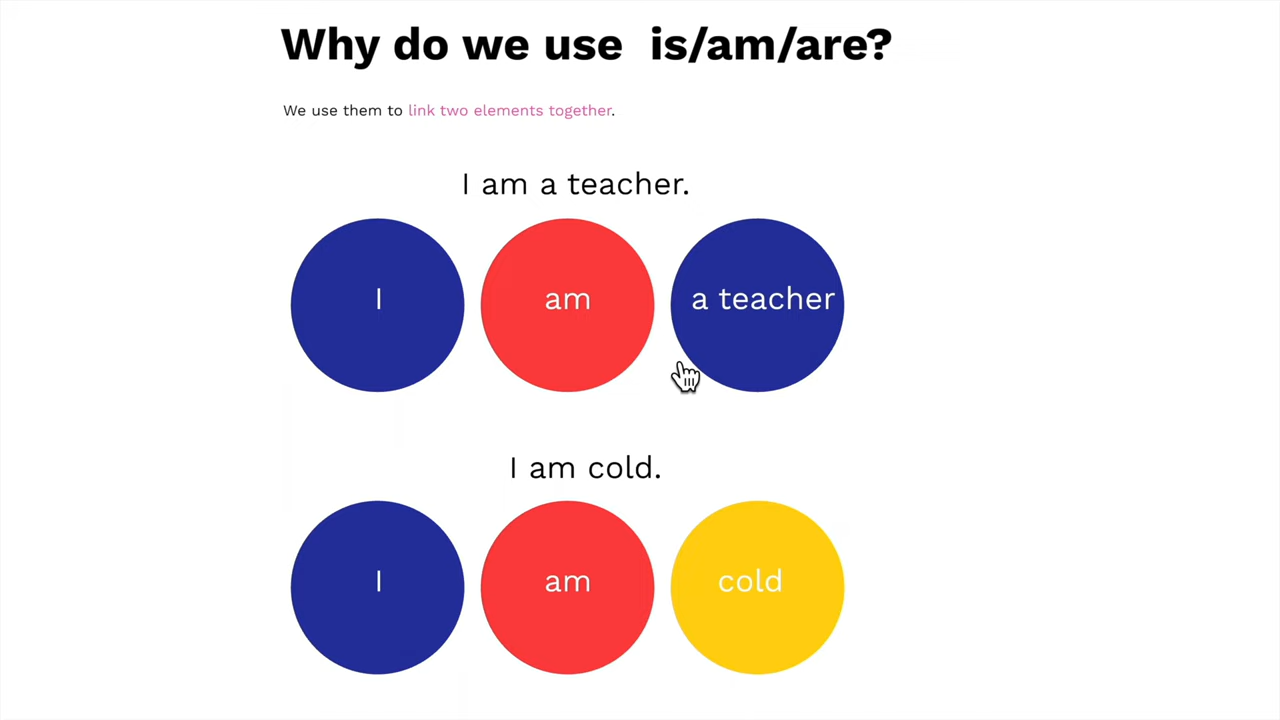 Why do we use is/am/are?
We use them to link two elements together.
I am a teacher.
I
am
a teacher
I am cold.
I
am
cold